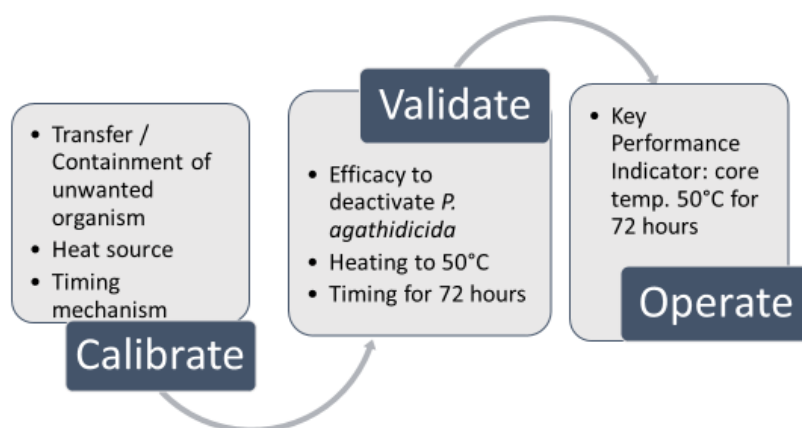 • Transfer /
Containment of
unwanted
organism
• Heat source
• Timing
mechanism
Calibrate
Validate
• Efficacy to
deactivate P.
agathidicida
• Heating to 50°C
• Timing for 72 hours
• Key
Performance
Indicator: core
temp. 50°C for
72 hours
Operate